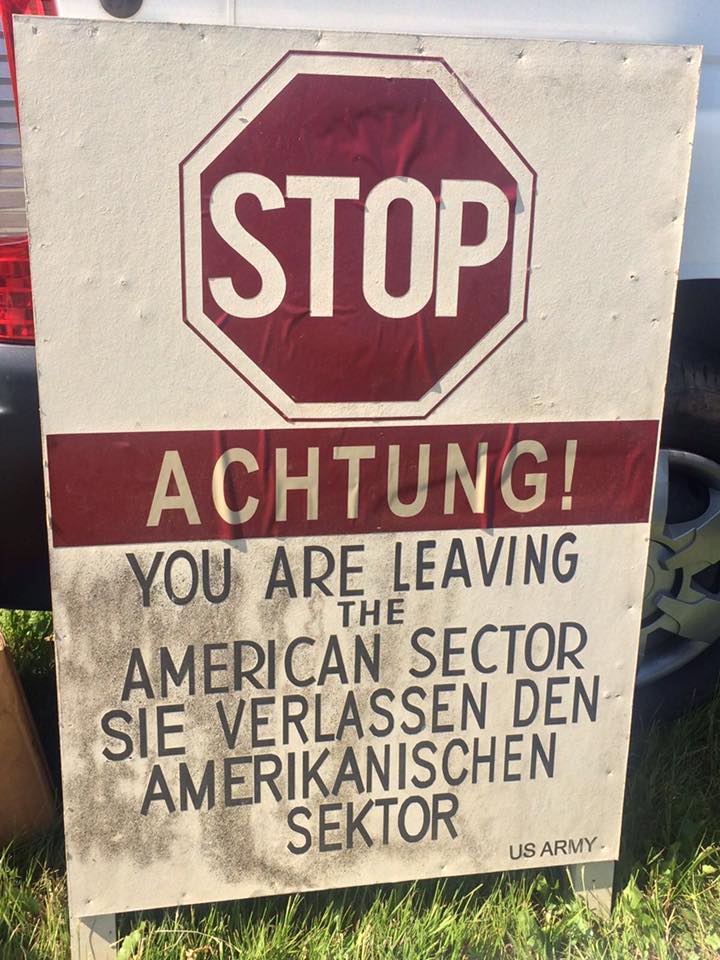 STOP
ACHTUNG!
YOU ARE LEAVING
THE
AMERICAN SECTOR
SIE VERLASSEN DEN
AMERIKANISCHEN
SEKTOR
US ARMY